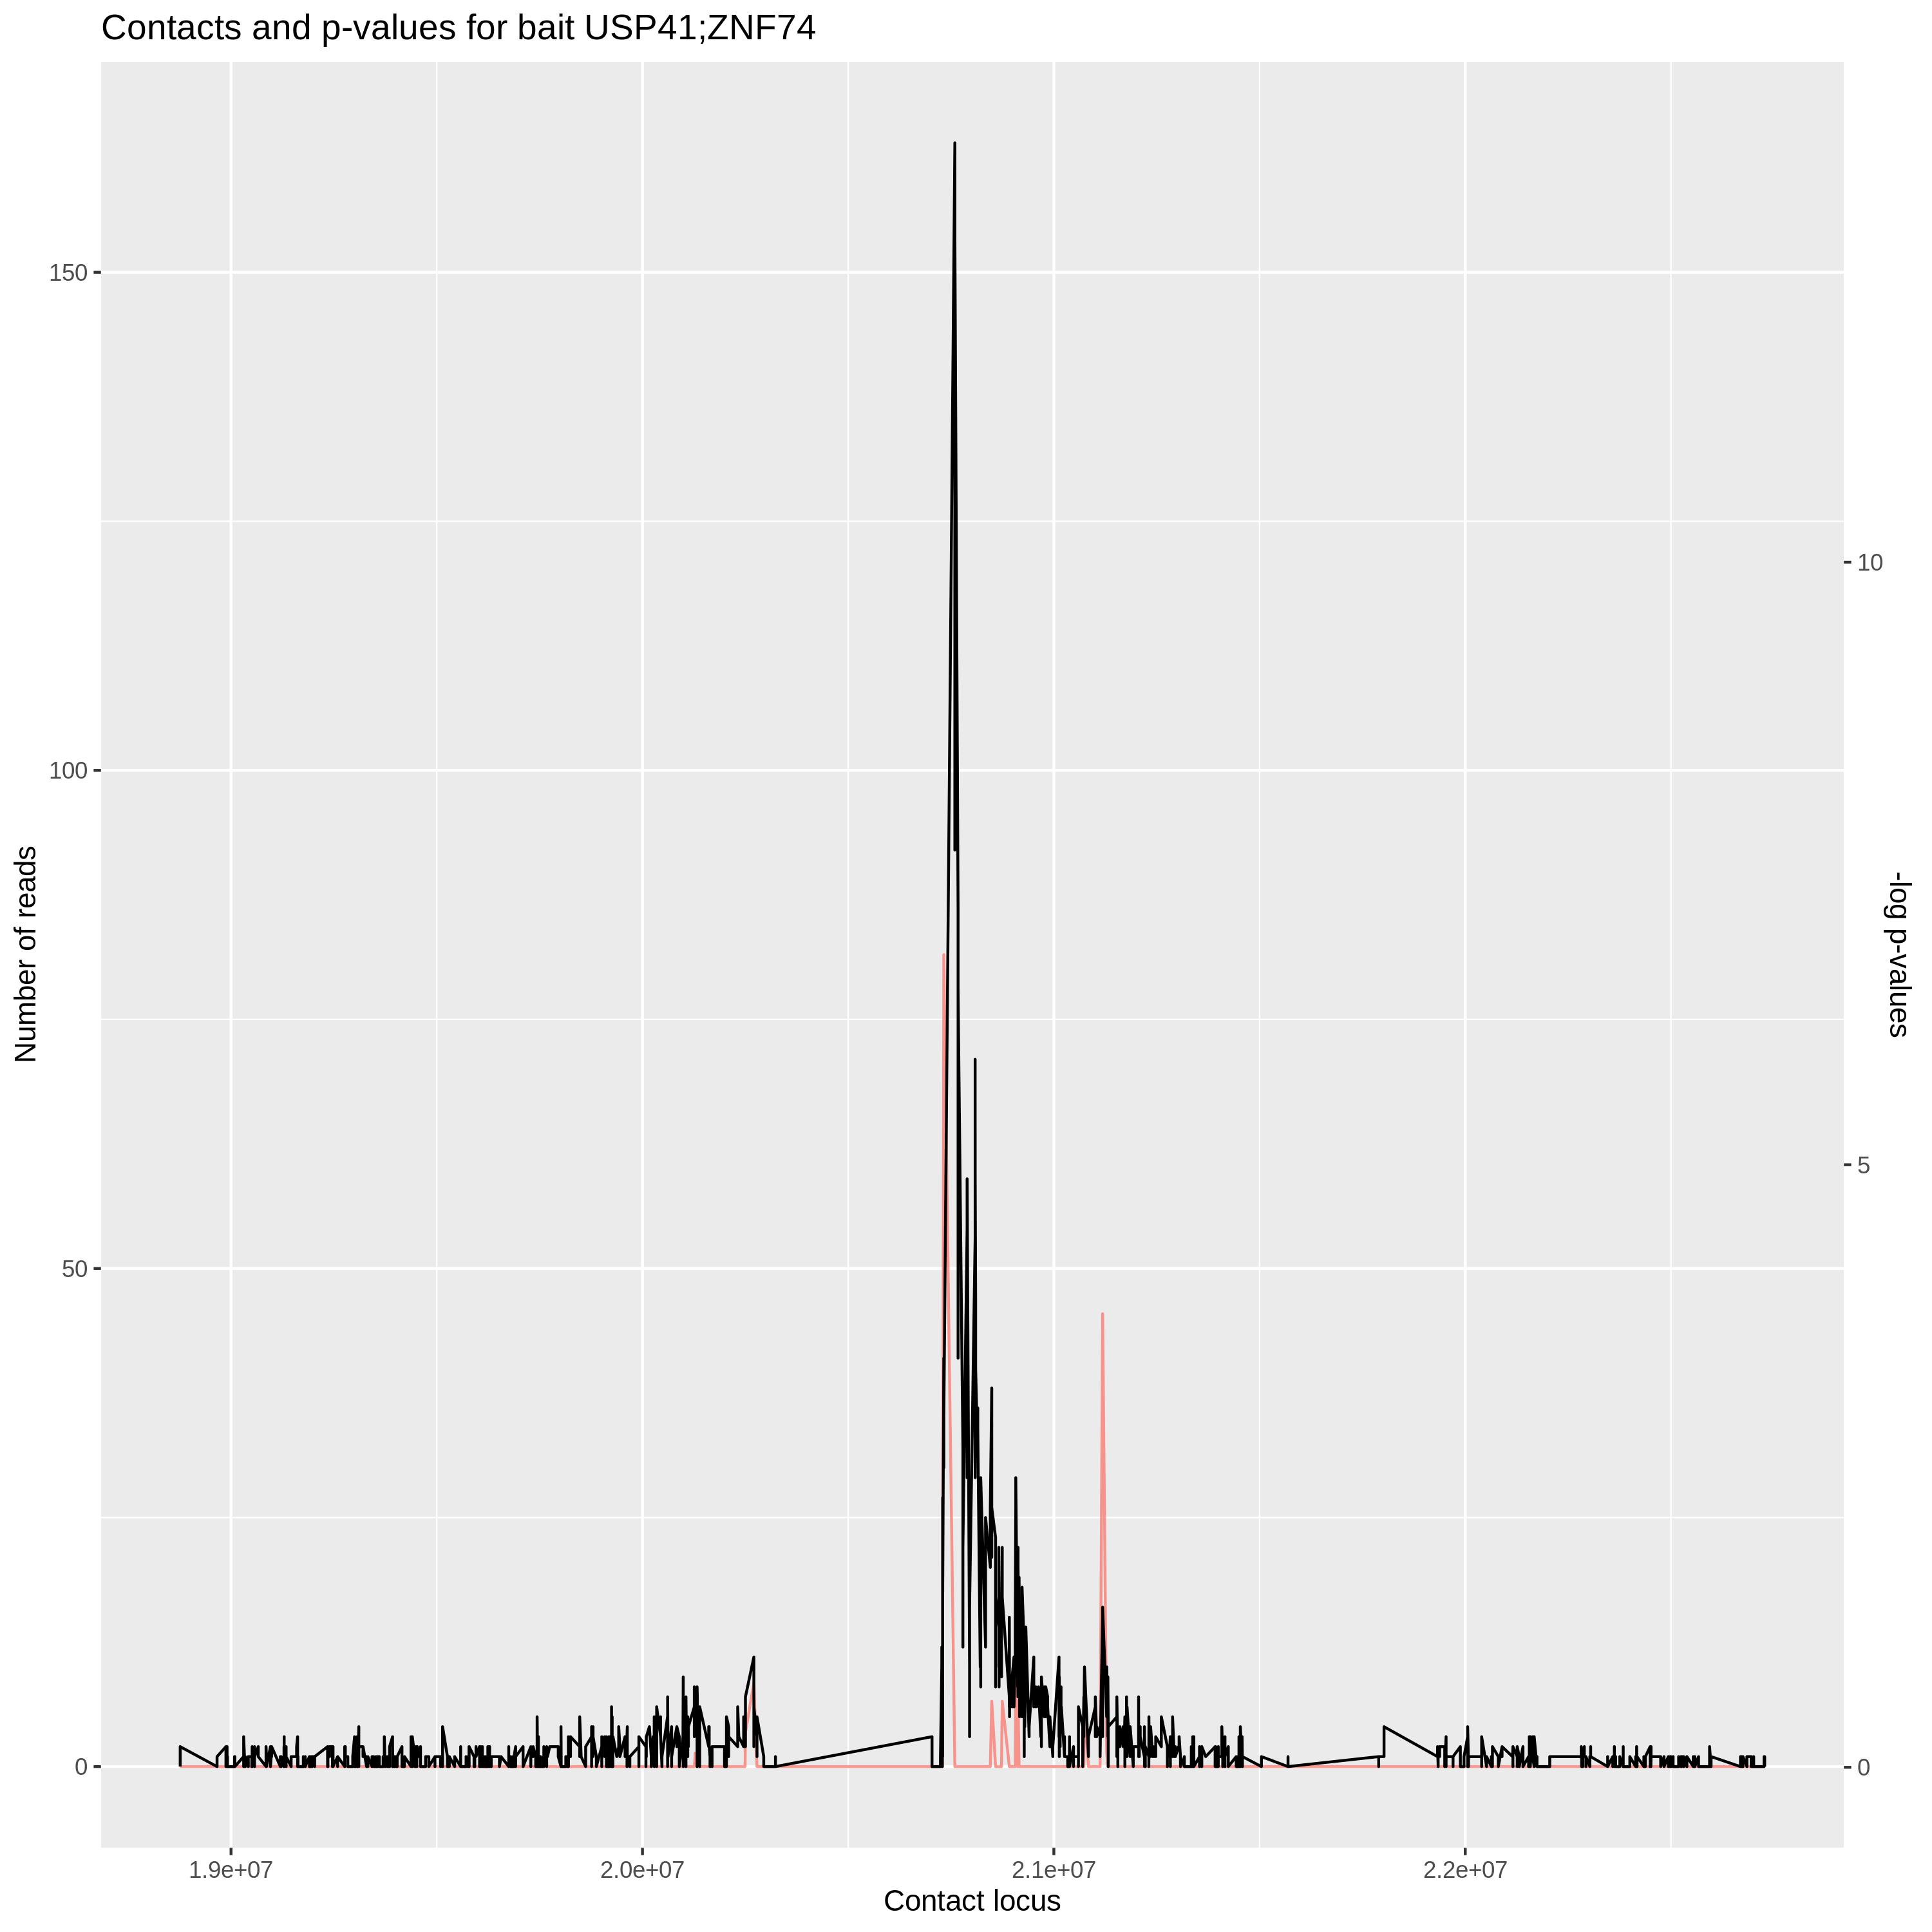 Contacts and p-values for bait USP41;ZNF74
150
100
50
0
Number of reads
10
5
0
-log p-values
1.9e+07
2.0e+07
2.1e+07
2.2e+07
Contact locus